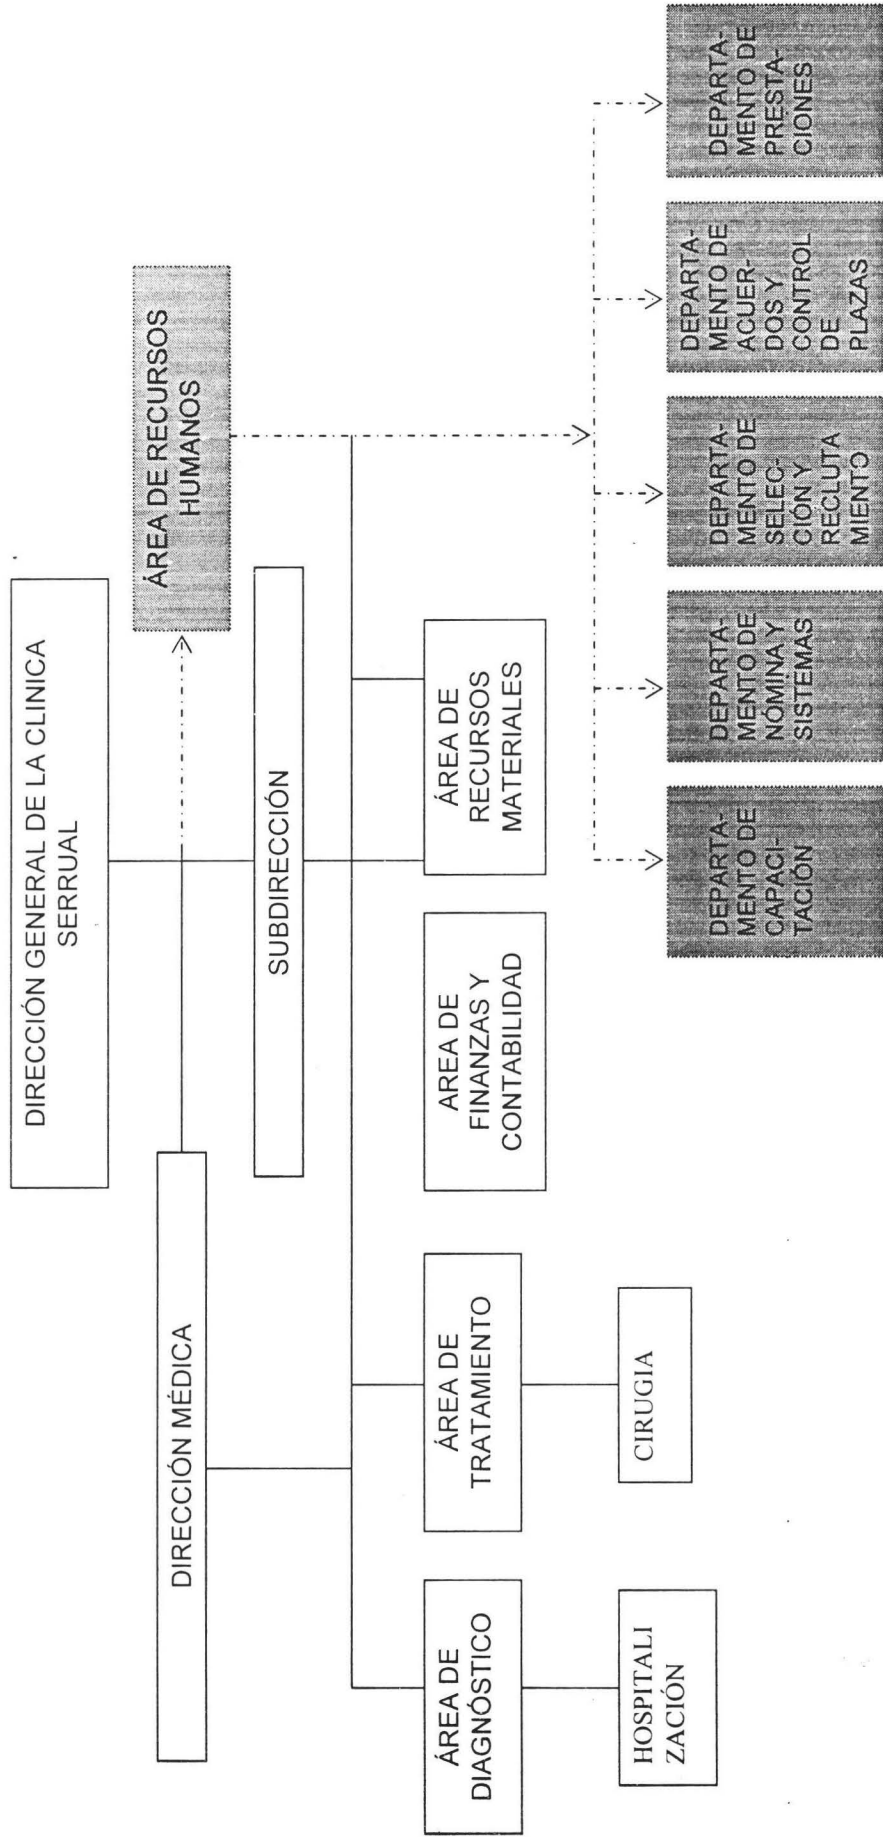 DIRECCIÓN GENERAL DE LA CLINICA
SERRUAL
DIRECCIÓN MÉDICA
ÁREA DE RECURSOS
HUMANOS
SUBDIRECCIÓN
ÁREA DE
DIAGNÓSTICO
ÁREA DE
TRATAMIENTO
AREA DE
FINANZAS Y
CONTABILIDAD
ÁREA DE
RECURSOS
MATERIALES
HOSPITALI
ZACIÓN
CIRUGIA
DEPARTA-
MENTO DE
CAPACI-
TACIÓN
DEPARTA-
MENTO DE
NÓMINA Y
SISTEMAS
DEPARTA-
MENTO DE
SELEC-
CIÓN Y
RECLUTA
MIENTO
DEPARTA-
MENTO DE
ACUER-
DOS Y
CONTROL
DE
PLAZAS
DEPARTA-
MENTO DE
PRESTA-
CIONES